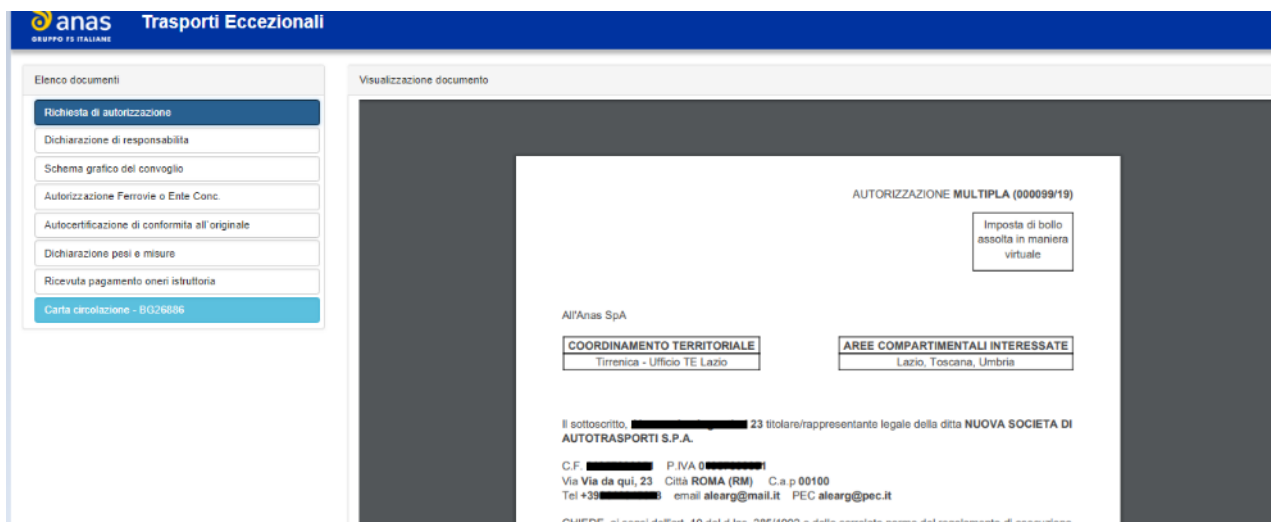 anas
GRUPPO FS ITALIANE
Trasporti Eccezionali
Elenco documenti
Richiesta di autorizzazione
Dichiarazione di responsabilita
Schema grafico del convoglio
Autorizzazione Ferrovie o Ente Conc.
Autocertificazione di conformita all'originale
Dichiarazione pesi e misure
Ricevuta pagamento oneri istruttoria
Carta circolazione - BG26886
Visualizzazione documento
AUTORIZZAZIONE MULTIPLA (000099/19)
Imposta di bollo
assolta in maniera
virtuale
All'Anas SpA
COORDINAMENTO TERRITORIALE
Tirrenica - Ufficio TE Lazio
AREE COMPARTIMENTALI INTERESSATE
Lazio, Toscana, Umbria
Il sottoscritto, 23 titolare/rappresentante legale della ditta NUOVA SOCIETA DI
AUTOTRASPORTI S.P.A.
C.F. P.IVA
Via Via da qui, 23 Città ROMA (RM) C.a.p 00100
Tel +39 email alearg@mail.it PEC alearg@pec.it